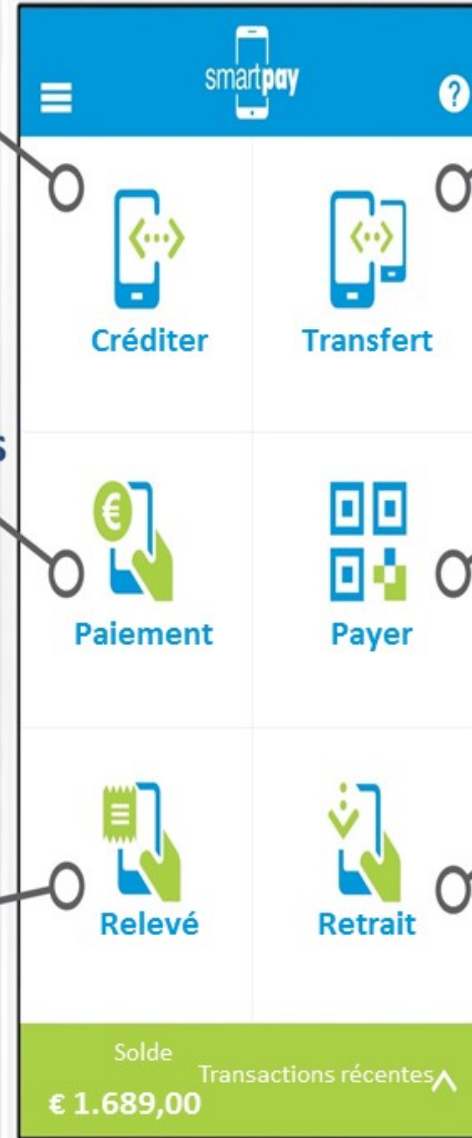 smartpay
?
Créditer
Transfert
s
€
Paiement
Payer
Relevé
Retrait
Solde
Transactions récentes
€ 1.689,00